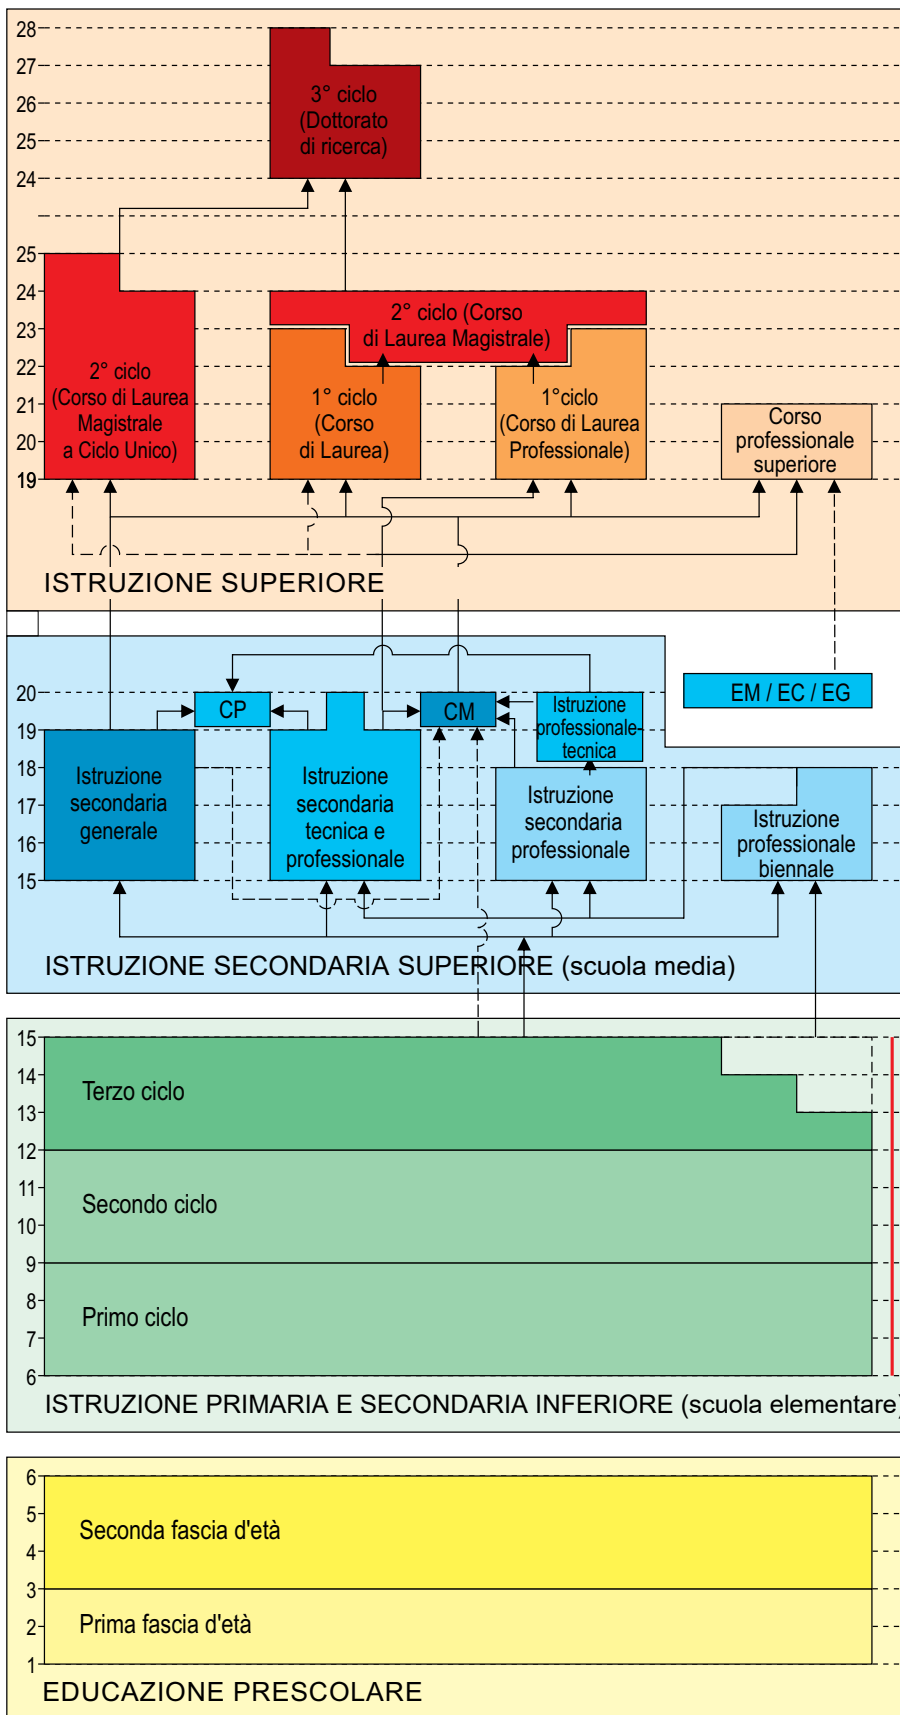 28
27
26
25
24
25
24
23
22
21
20
19
3° ciclo
(Dottorato
di ricerca)
2° ciclo (Corso
di Laurea Magistrale)
2° ciclo
(Corso di Laurea
Magistrale
a Ciclo Unico)
1° ciclo
(Corso
di Laurea)
1°ciclo
(Corso di Laurea
Professionale)
Corso
professionale
superiore
ISTRUZIONE SUPERIORE
EM / EC / EG
20
19
18
17
16
15
CP
CM
Istruzione
professionale-
tecnica
Istruzione
secondaria
generale
Istruzione
secondaria
tecnica e
professionale
Istruzione
secondaria
professionale
Istruzione
professionale
biennale
ISTRUZIONE SECONDARIA SUPERIORE (scuola media)
15
14
13
12
11
10
9
8
7
6
Terzo ciclo
Secondo ciclo
Primo ciclo
ISTRUZIONE PRIMARIA E SECONDARIA INFERIORE (scuola elementare)
6
5
4
3
2
1
Seconda fascia d'età
Prima fascia d'età
EDUCAZIONE PRESCOLARE